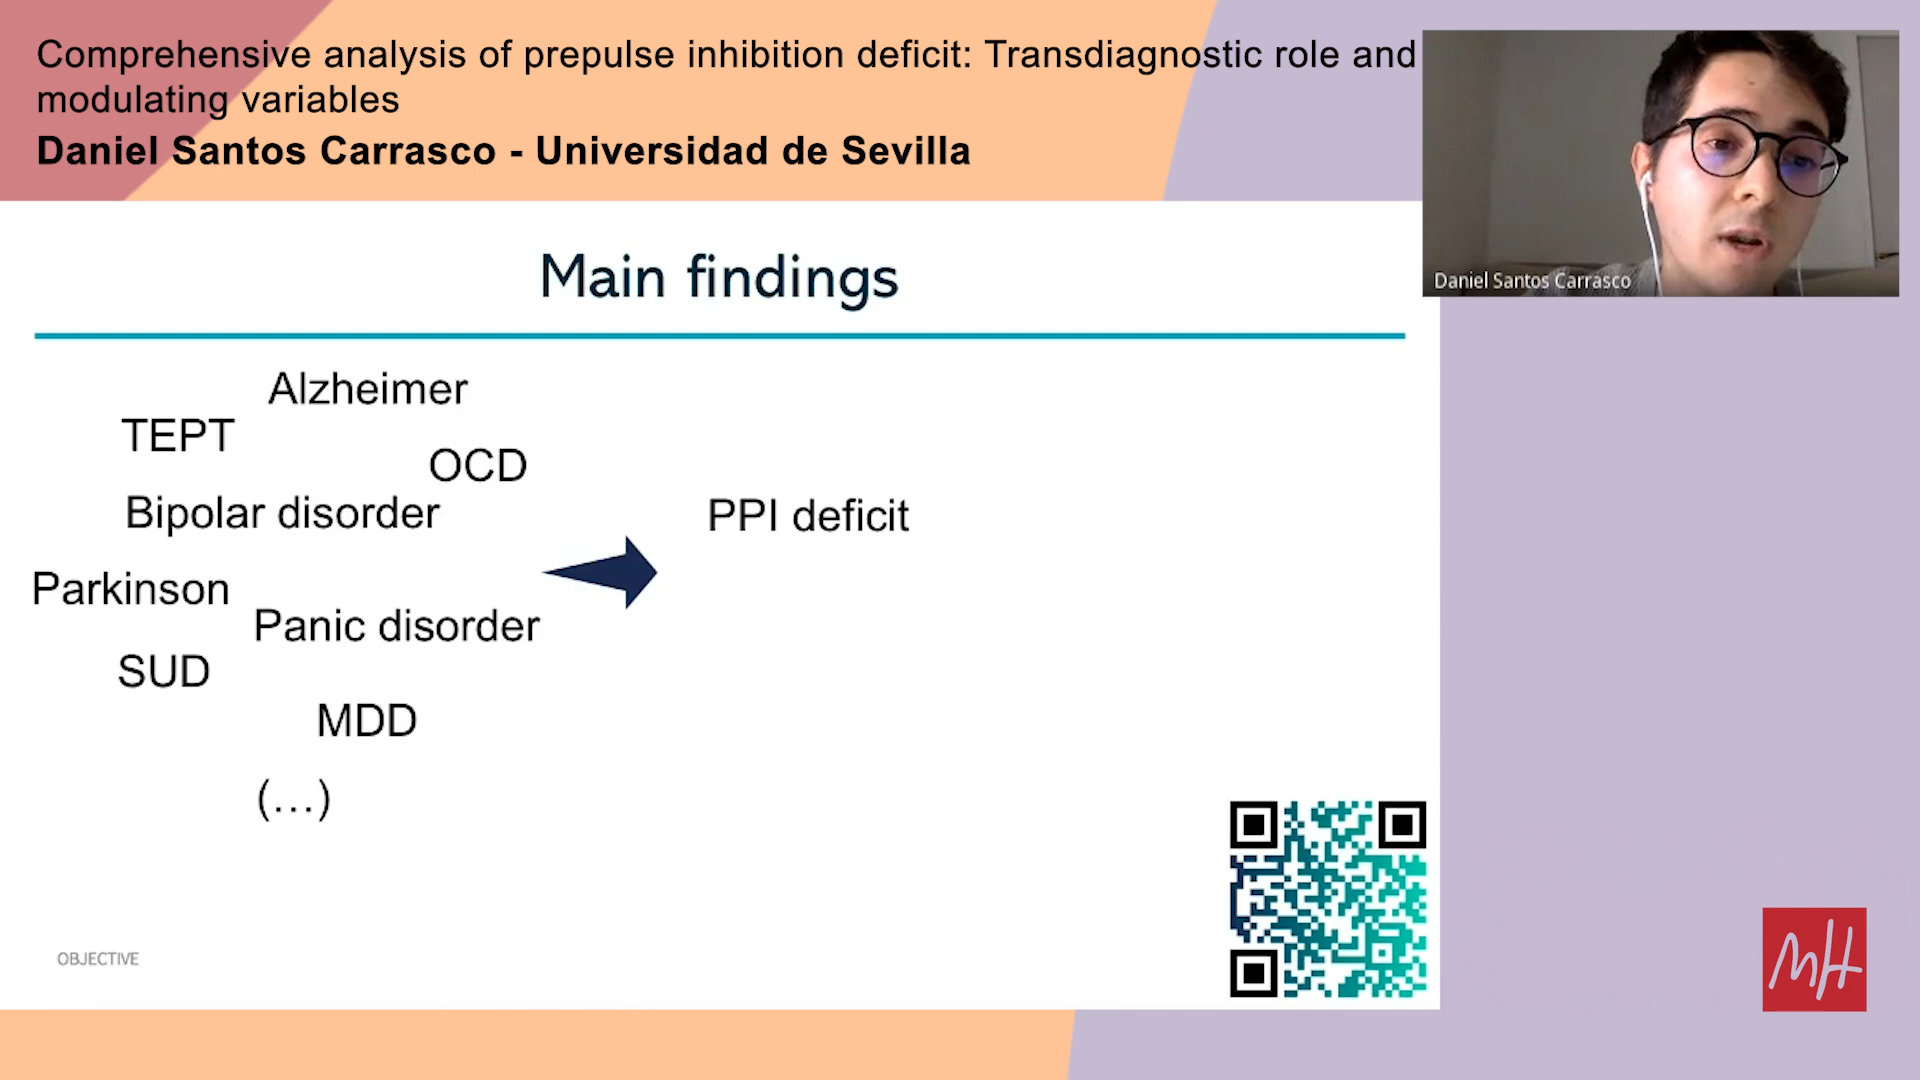 Comprehensive analysis of prepulse inhibition deficit: Transdiagnostic role and
modulating variables
Daniel Santos Carrasco - Universidad de Sevilla
Daniel Santos Carrasco
Main findings
Alzheimer
TEPT
OCD
Bipolar disorder
PPI deficit
Parkinson
Panic disorder
SUD
MDD
(...)
OBJECTIVE
MH